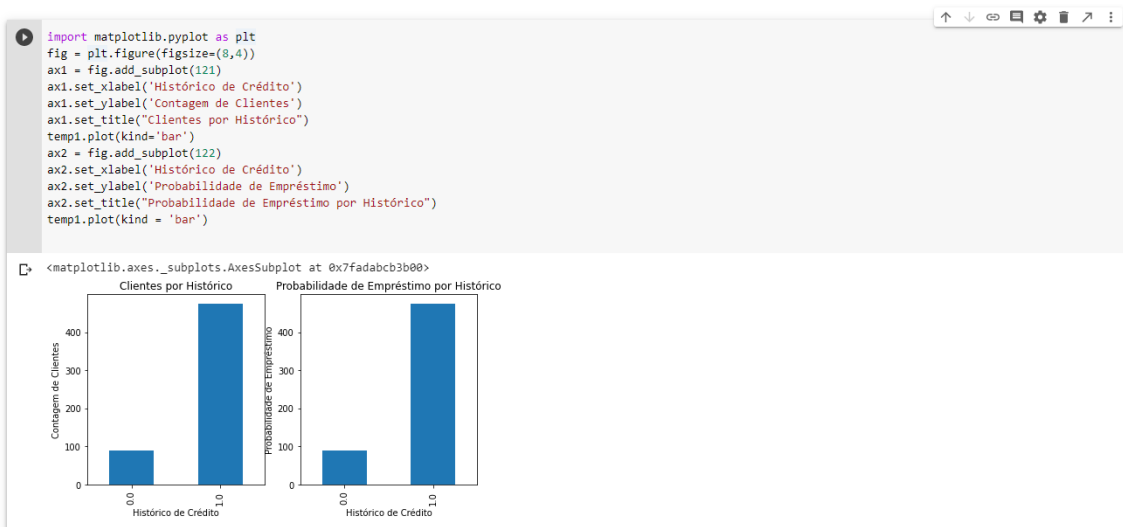 import matplotlib.pyplot as plt
fig = plt.figure(figsize=(8,4))
ax1 = fig.add_subplot(121)
ax1.set_xlabel('Histórico de Crédito')
ax1.set_ylabel('Contagem de Clientes')
ax1.set_title("Clientes por Histórico")
temp1.plot(kind='bar')
ax2 = fig.add_subplot(122)
ax2.set_xlabel('Histórico de Crédito')
ax2.set_ylabel('Probabilidade de Empréstimo')
ax2.set_title("Probabilidade de Empréstimo por Histórico")
temp1.plot(kind = 'bar')
<matplotlib.axes._subplots.AxesSubplot at 0x7fadabcb3b00>
Clientes por Histórico
Contagem de Clientes
400
300
200
100
0
0.0
1.0
Histórico de Crédito
Probabilidade de Empréstimo por Histórico
Probabilidade de Empréstimo
400
300
200
100
0
0.0
1.0
Histórico de Crédito